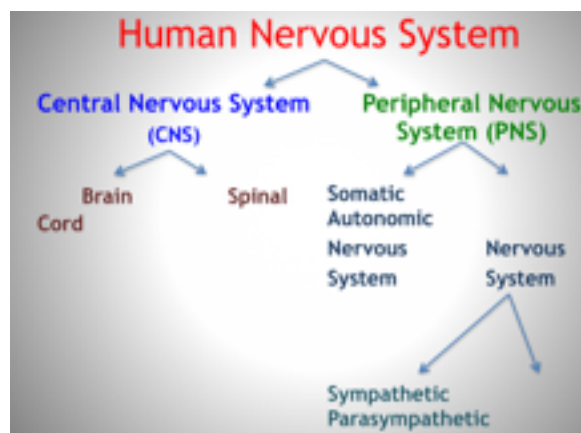 Human Nervous System
Central Nervous System
(CNS)
Peripheral Nervous
System (PNS)
Brain
Cord
Spinal
Somatic
Autonomic
Nervous
System
Nervous
System
Sympathetic
Parasympathetic